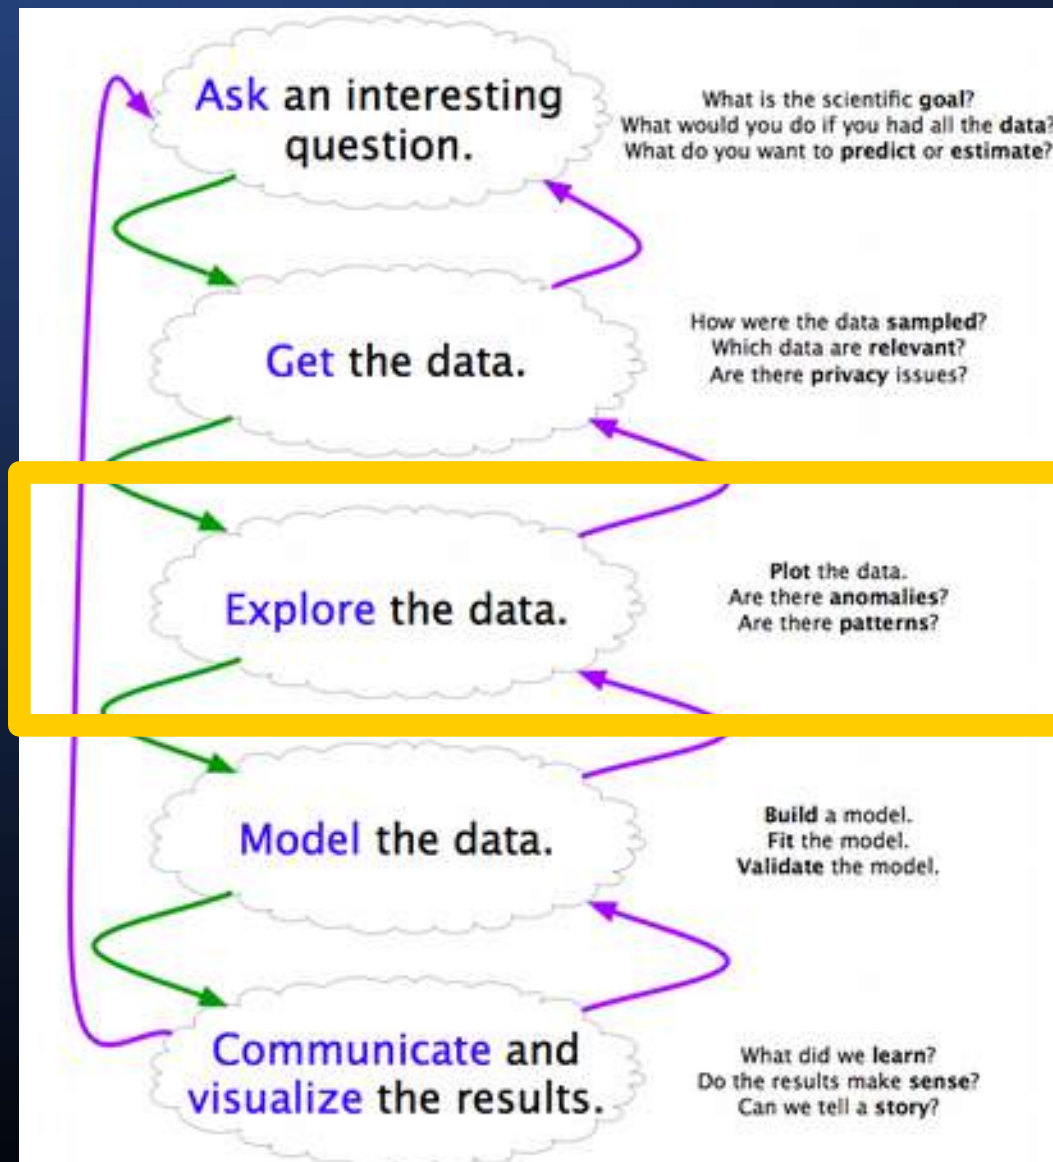 Ask an interesting
question.
What is the scientific goal?
What would you do if you had all the data?
What do you want to predict or estimate?
Get the data.
How were the data sampled?
Which data are relevant?
Are there privacy issues?
Explore the data.
Plot the data.
Are there anomalies?
Are there patterns?
Model the data.
Build a model.
Fit the model.
Validate the model.
Communicate and
visualize the results.
What did we learn?
Do the results make sense?
Can we tell a story?